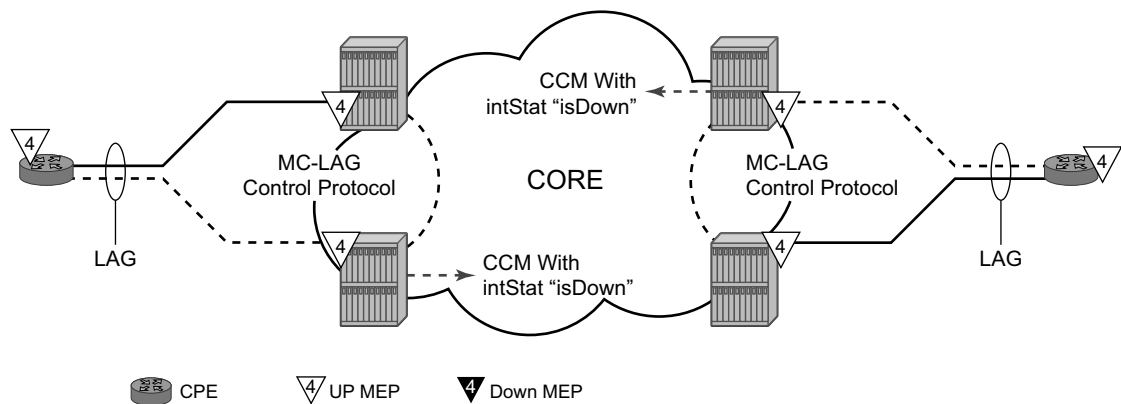 CCM With
intStat “isDown”
4
4
4
MC-LAG
Control Protocol
CORE
MC-LAG
Control Protocol
4
LAG
4
4
LAG
CCM With
intStat “isDown”
CPE
4
UP MEP
4
Down MEP